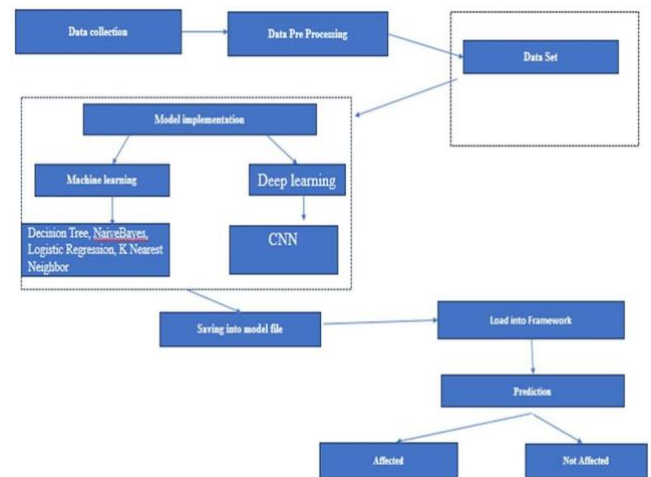 Data collection
Data Pre Processing
Data Set
Model implementation
Machine learning
Deep learning
Decision Tree, NaiveBayes,
Logistic Regression, K Nearest
Neighbor
CNN
Saving into model file
Load into Framework
Prediction
Affected
Not Affected